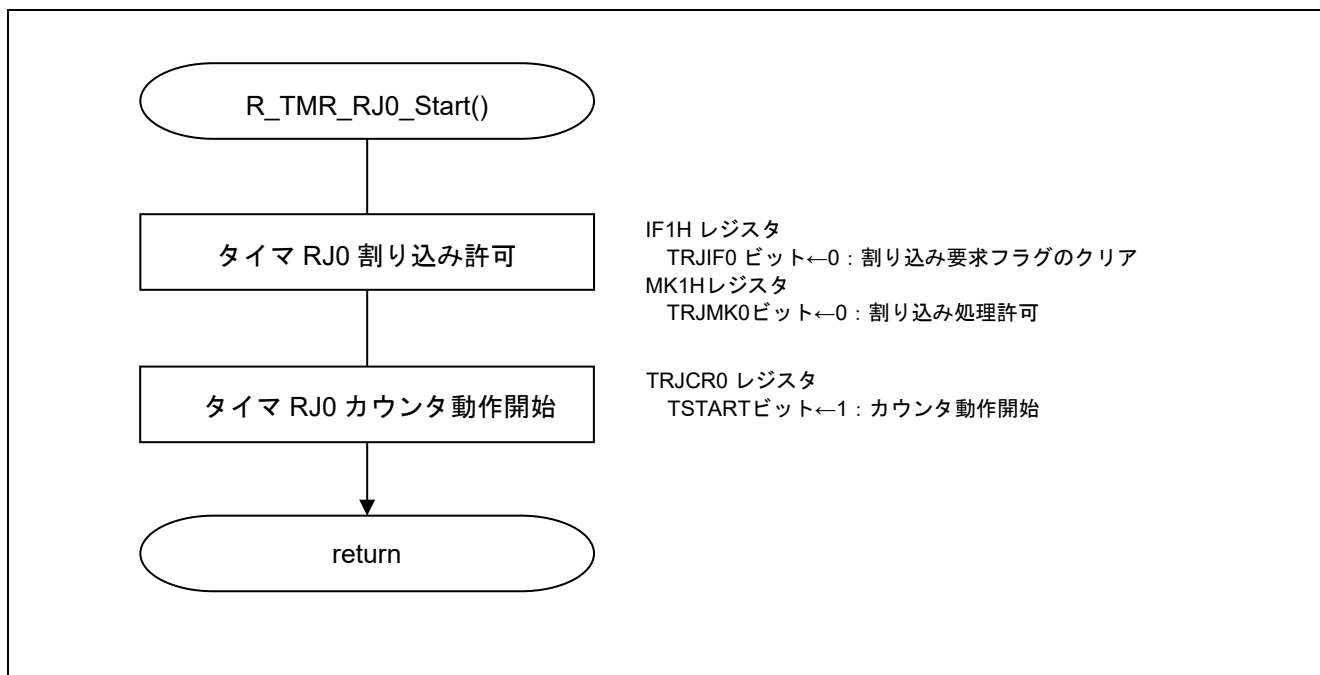 R_TMR_RJ0_Start()
タイマ RJ0 割り込み許可
IF1H レジスタ
TRJIF0 ビット←0：割り込み要求フラグのクリア
MK1Hレジスタ
TRJMK0ビット←0：割り込み処理許可
タイマ RJ0 カウンタ動作開始
TRJCR0 レジスタ
TSTARTビット←1：カウンタ動作開始
return